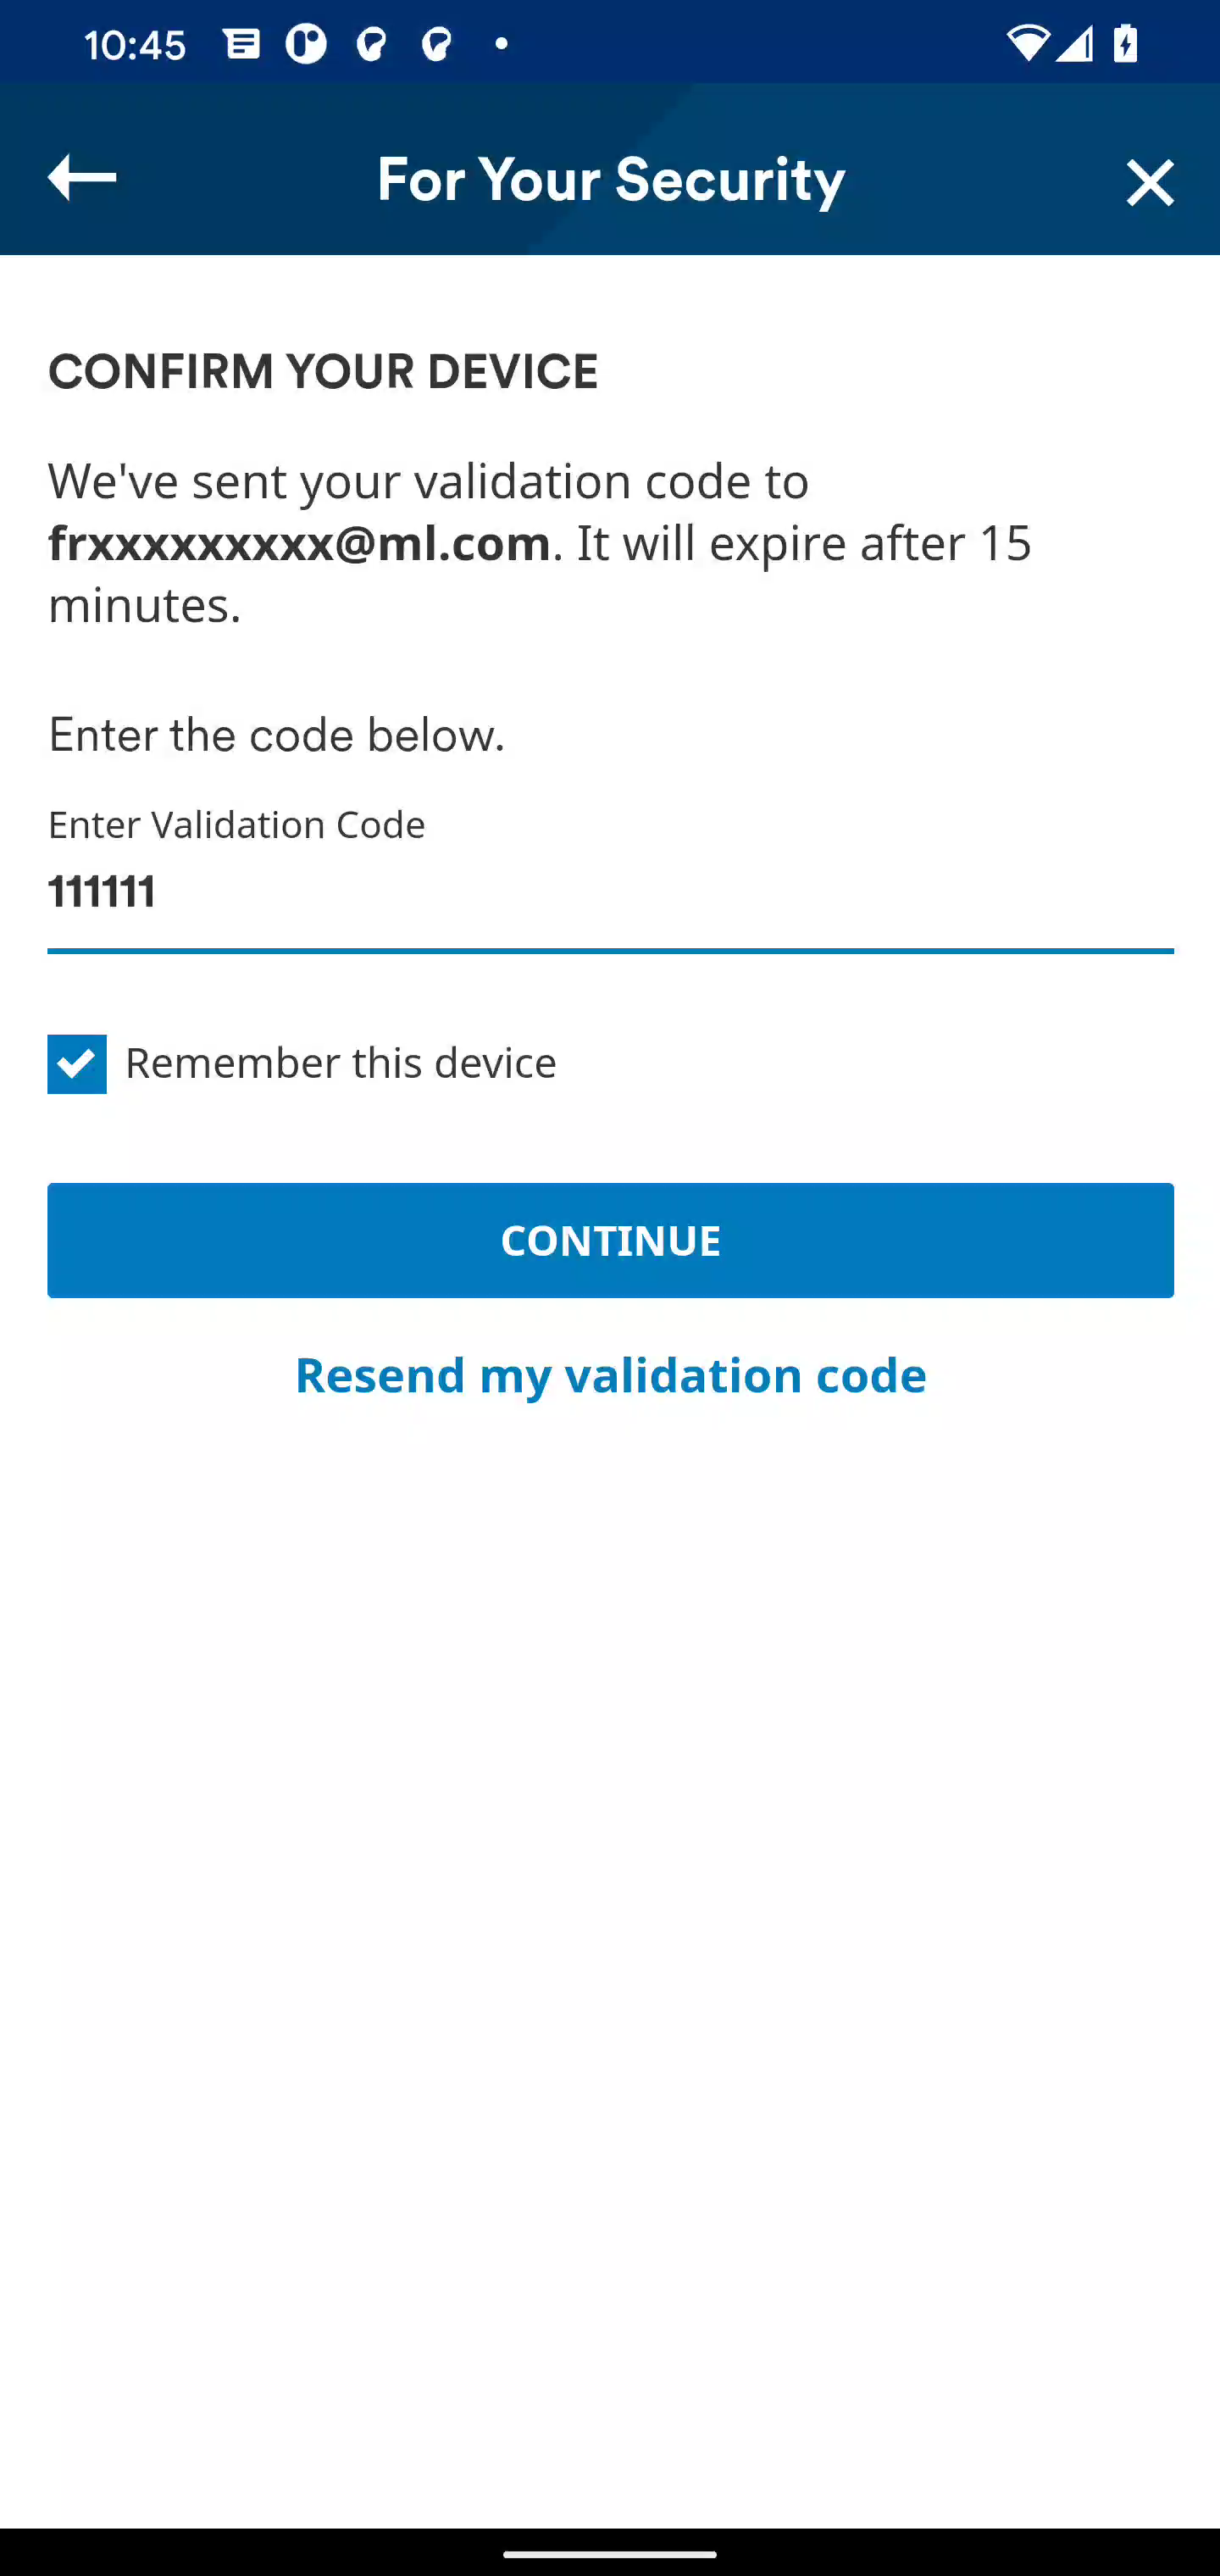 10:45
For Your Security
CONFIRM YOUR DEVICE
We've sent your validation code to
frxxxxxxxxx@ml.com. It will expire after 15
minutes.
Enter the code below.
Enter Validation Code
111111
Remember this device
CONTINUE
Resend my validation code